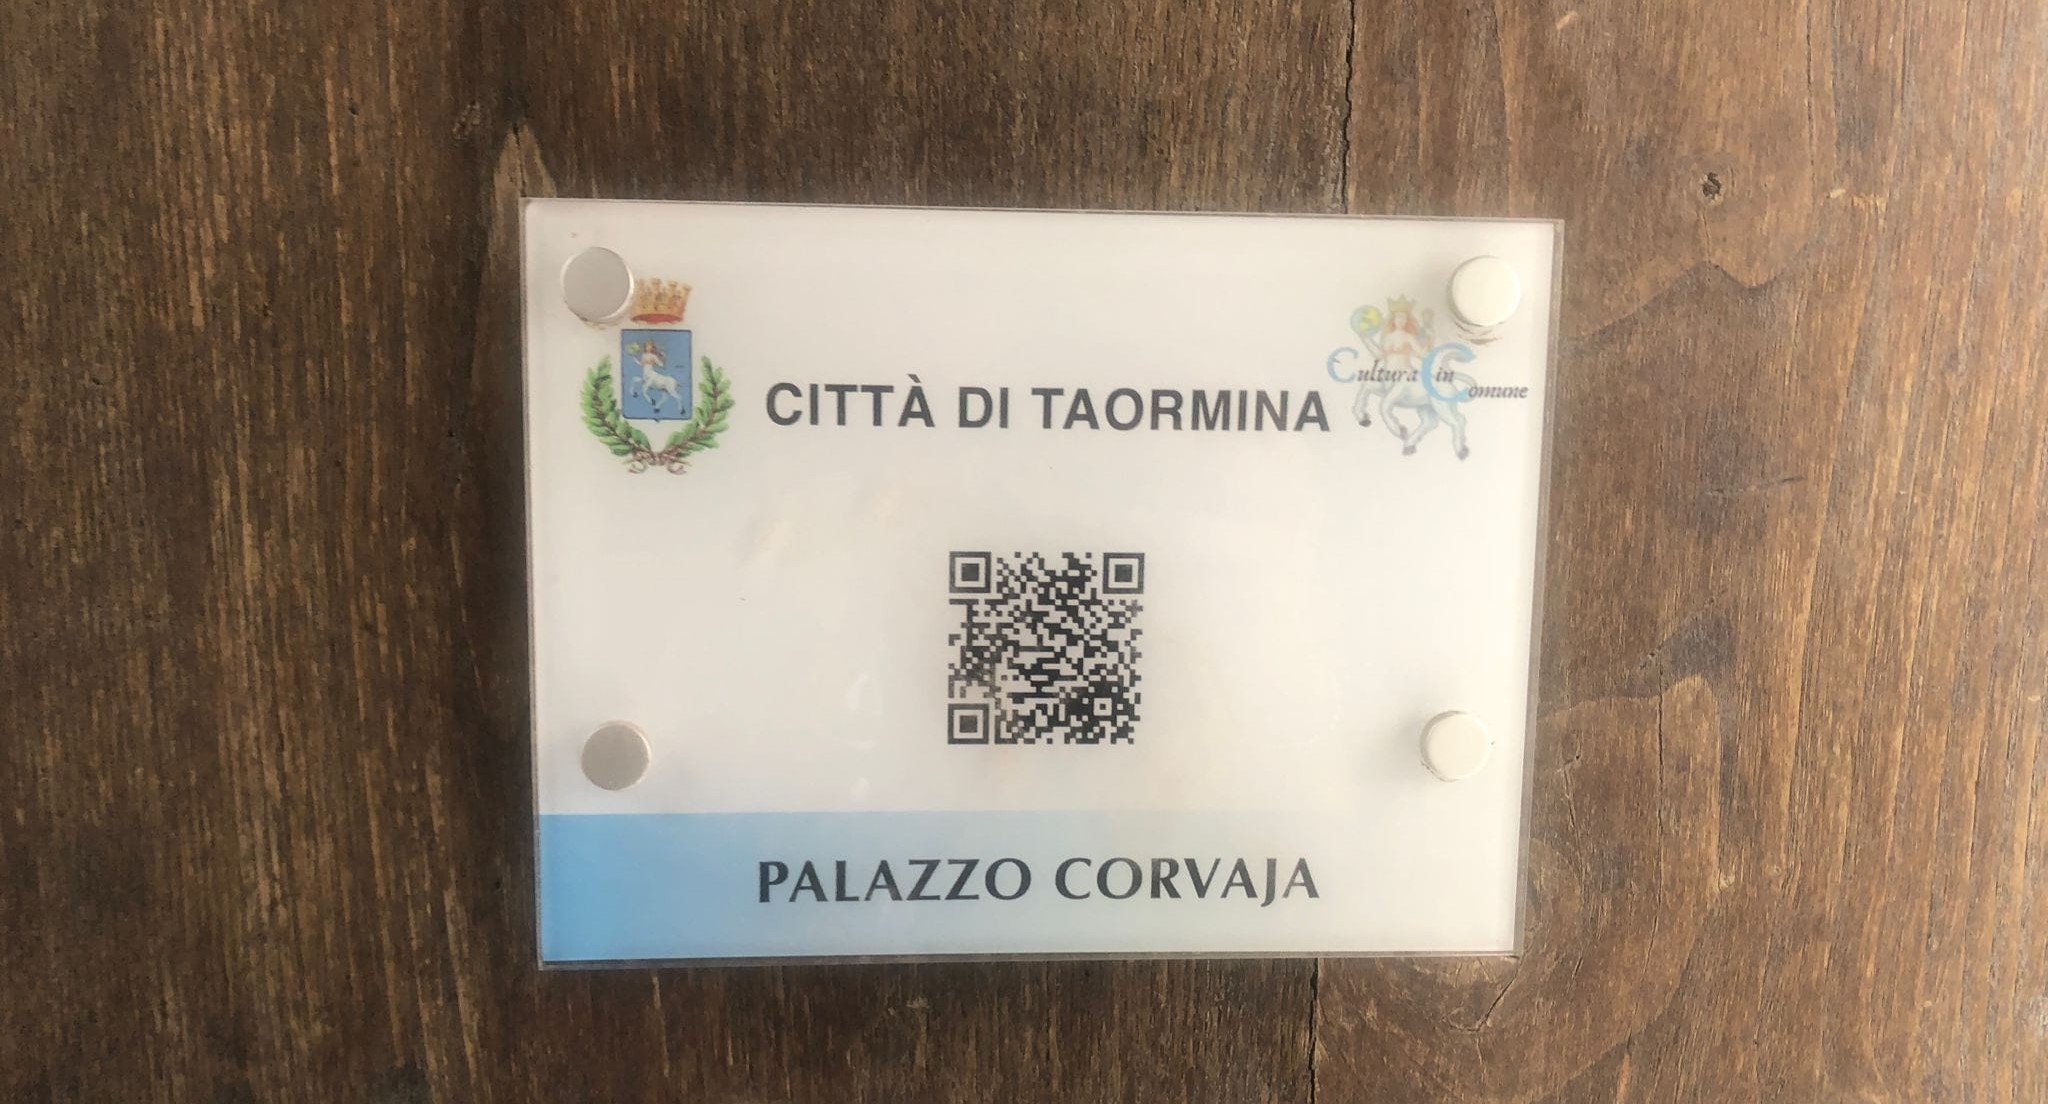 CITTÀ DI TAORMINA
Cultura in Comune
PALAZZO CORVAJA